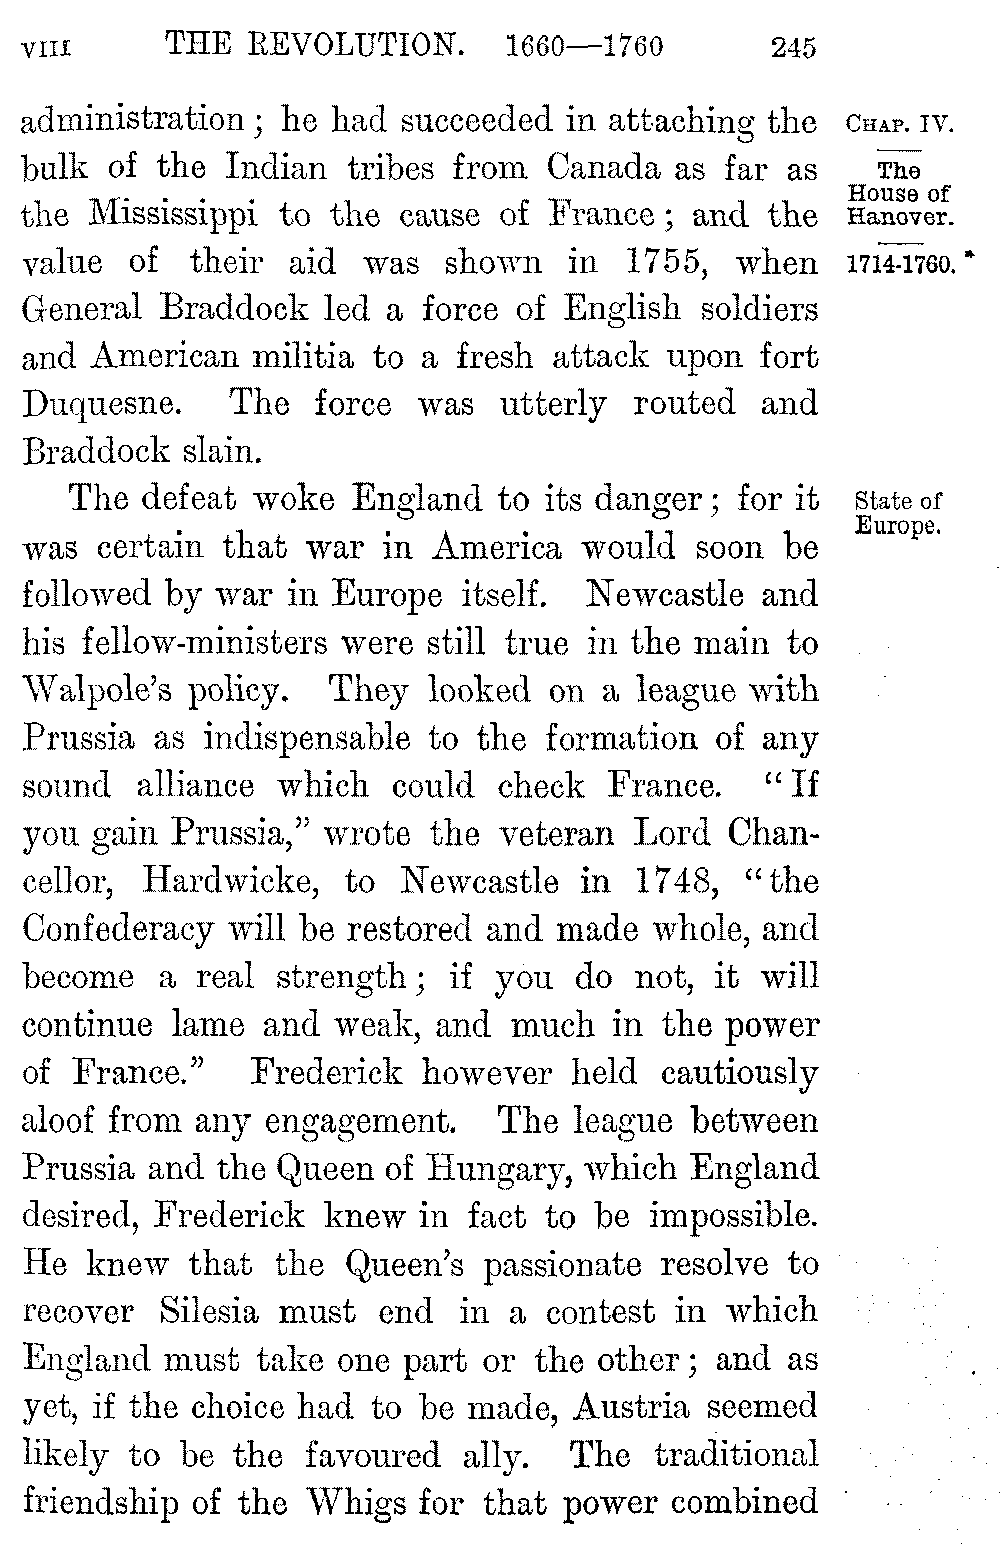 VIII THE REVOLUTION. 1660—1760 245
administration; he had succeeded in attaching the
bulk of the Indian tribes from Canada as far as
the Mississippi to the cause of France; and the
value of their aid was shown in 1755, when
General Braddock led a force of English soldiers
and American militia to a fresh attack upon fort
Duquesne. The force was utterly routed and
Braddock slain.
CHAP. IV.
The
House of
Hanover.
1714-1760.
The defeat woke England to its danger; for it
was certain that war in America would soon be
followed by war in Europe itself. Newcastle and
his fellow-ministers were still true in the main to
Walpole's policy. They looked on a league with
Prussia as indispensable to the formation of any
sound alliance which could check France. "If
you gain Prussia," wrote the veteran Lord Chan-
cellor, Hardwicke, to Newcastle in 1748, "the
Confederacy will be restored and made whole, and
become a real strength; if you do not, it will
continue lame and weak, and much in the power
of France." Frederick however held cautiously
aloof from any engagement. The league between
Prussia and the Queen of Hungary, which England
desired, Frederick knew in fact to be impossible.
He knew that the Queen's passionate resolve to
recover Silesia must end in a contest in which
England must take one part or the other; and as
yet, if the choice had to be made, Austria seemed
likely to be the favoured ally. The traditional
friendship of the Whigs for that power combined
State of
Europe.